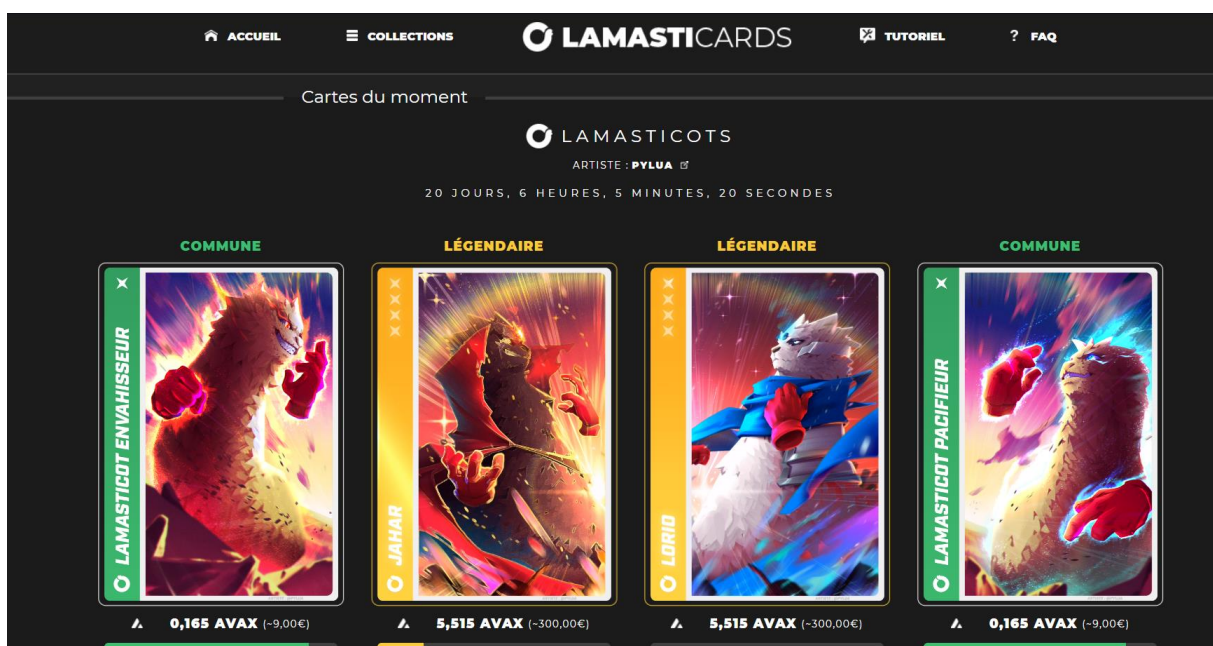 ACCUEIL
COLLECTIONS
LAMASTICARDS
TUTORIEL
? FAQ
Cartes du moment
LAMASTICOTS
ARTISTE : PYLUA
20 JOURS, 6 HEURES, 5 MINUTES, 20 SECONDES
COMMUNE
LÉGENDAIRE
LÉGENDAIRE
COMMUNE
LAMASTICOT ENVAHISSEUR
JAHAR
LORIO
LAMASTICOT PACIFIEUR
0,165 AVAX (~9,00€)
5,515 AVAX (~300,00€)
5,515 AVAX (~300,00€)
0,165 AVAX (~9,00€)